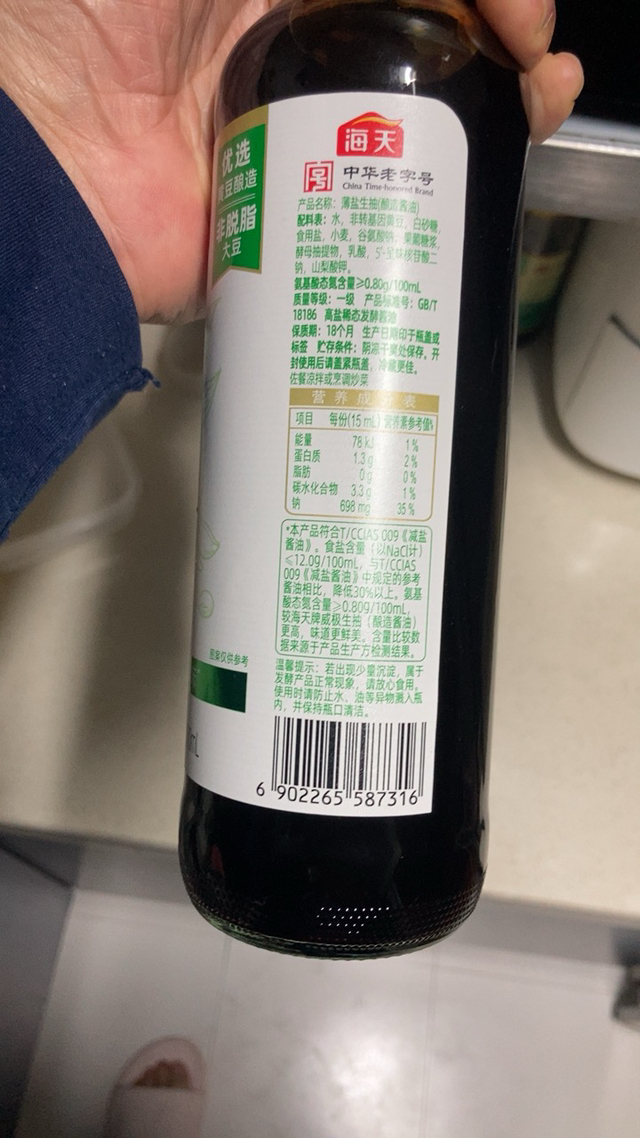 优选
黄豆酿造
非脱脂
大豆
海天
中华老字号
China Time-honored Brand
产品名称：薄盐生抽(酿造酱油)
配料表：水，非转基因黄豆，白砂糖，
食用盐，小麦，谷氨酸钠，果葡糖浆，
酵母抽提物，乳酸，5'-呈味核苷酸二
钠，山梨酸钾。
氨基酸态氮含量≥0.80g/100mL
质量等级：一级 产品标准号：GB/T
18186 高盐稀态发酵酱油
保质期：18个月 生产日期印于瓶盖或
标签 贮存条件：阴凉干燥处保存，开
封使用后请盖紧瓶盖，冷藏更佳。
佐餐凉拌或烹调炒菜
营养成分表
项目 每份(15 mL) 营养素参考值%
能量 78 kJ 1%
蛋白质 1.3 g 2%
脂肪 0 g 0%
碳水化合物 3.3 g 1%
钠 698 mg 35%
*本产品符合T/CCIAS 009《减盐
酱油》。食盐含量（以NaCl计）
≤12.0g/100mL，与T/CCIAS
009《减盐酱油》中规定的参考
酱油相比，降低30%以上。氨基
酸态氮含量≥0.80g/100mL，
较海天牌威极生抽（酿造酱油）
更高，味道更鲜美。含量比较数
据来源于产品生产方检测结果。
图案仅供参考
温馨提示：若出现少量沉淀，属于
发酵产品正常现象，请放心食用。
使用时请防止水、油等异物溅入瓶
内，并保持瓶口清洁。
mL
6 902265 587316